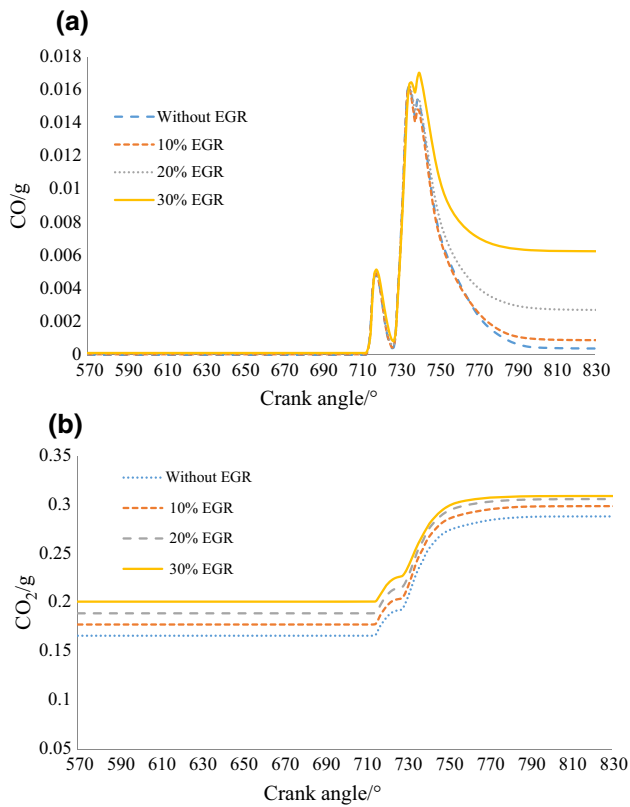 (a)
0.018
0.016
0.014
0.012
0.01
0.008
0.006
0.004
0.002
0
CO/g
Without EGR
10% EGR
20% EGR
30% EGR
570 590 610 630 650 670 690 710 730 750 770 790 810 830
Crank angle/°
(b)
0.35
0.3
0.25
0.2
0.15
0.1
0.05
CO₂/g
Without EGR
10% EGR
20% EGR
30% EGR
570 590 610 630 650 670 690 710 730 750 770 790 810 830
Crank angle/°